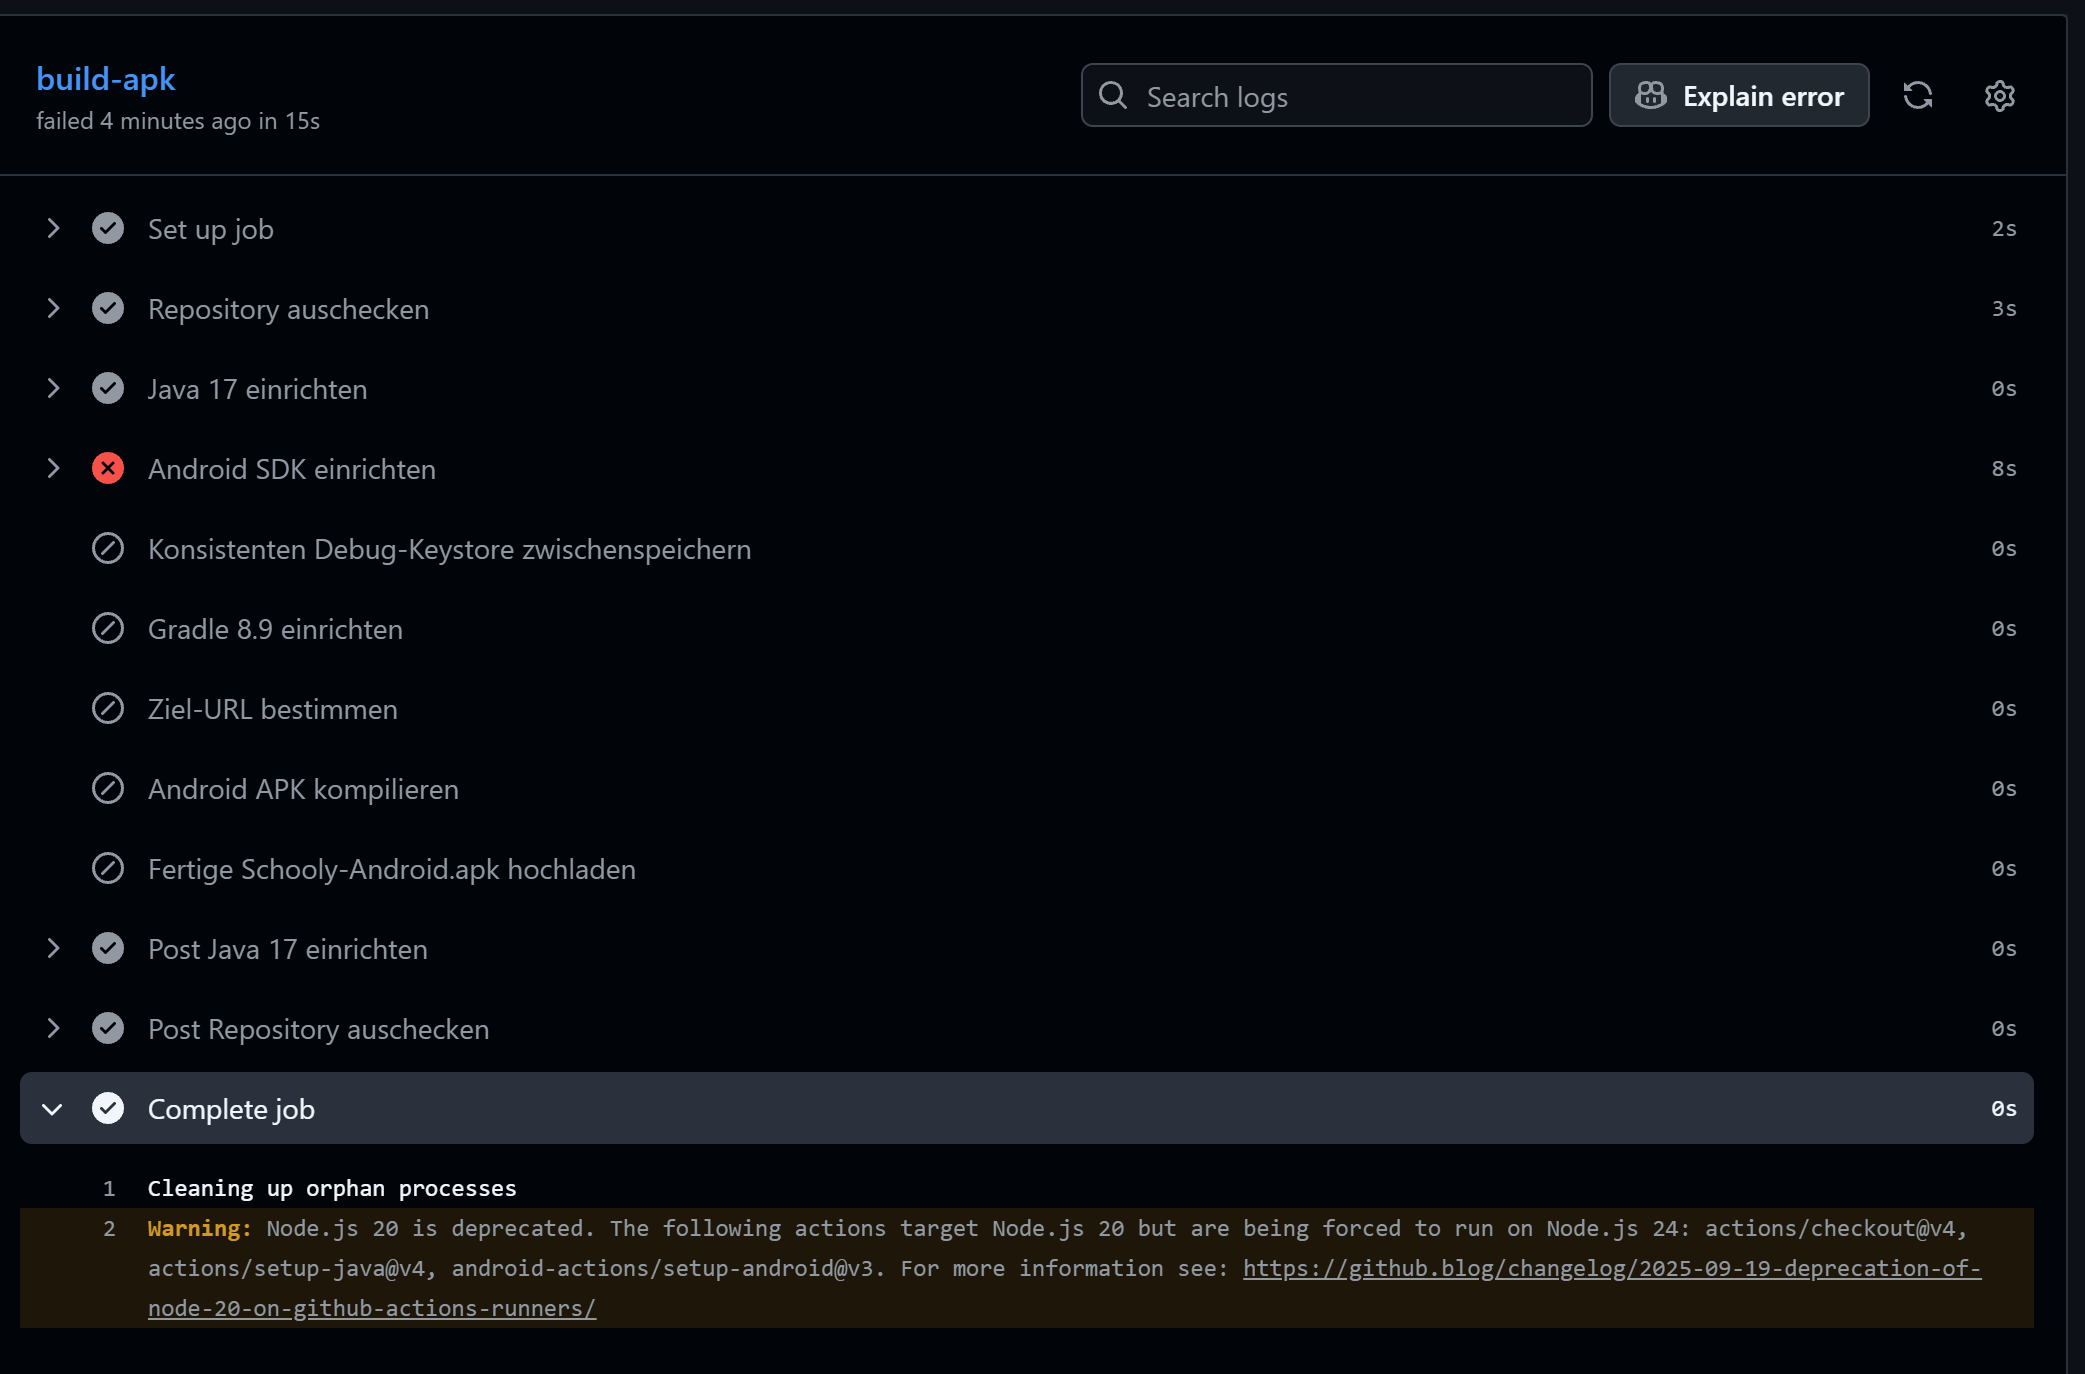 build-apk
failed 4 minutes ago in 15s
Search logs
Explain error
Set up job 2s
Repository auschecken 3s
Java 17 einrichten 0s
Android SDK einrichten 8s
Konsistenten Debug-Keystore zwischenspeichern 0s
Gradle 8.9 einrichten 0s
Ziel-URL bestimmen 0s
Android APK kompilieren 0s
Fertige Schooly-Android.apk hochladen 0s
Post Java 17 einrichten 0s
Post Repository auschecken 0s
Complete job 0s
1 Cleaning up orphan processes
2 Warning: Node.js 20 is deprecated. The following actions target Node.js 20 but are being forced to run on Node.js 24: actions/checkout@v4,
actions/setup-java@v4, android-actions/setup-android@v3. For more information see: https://github.blog/changelog/2025-09-19-deprecation-of-
node-20-on-github-actions-runners/